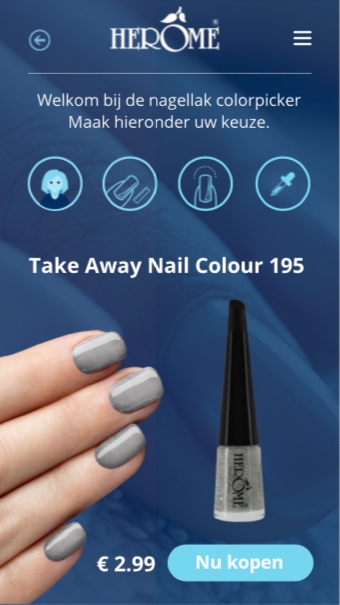 HERÔME
Welkom bij de nagellak colorpicker
Maak hieronder uw keuze.
Take Away Nail Colour 195
HERÔME
€ 2.99
Nu kopen